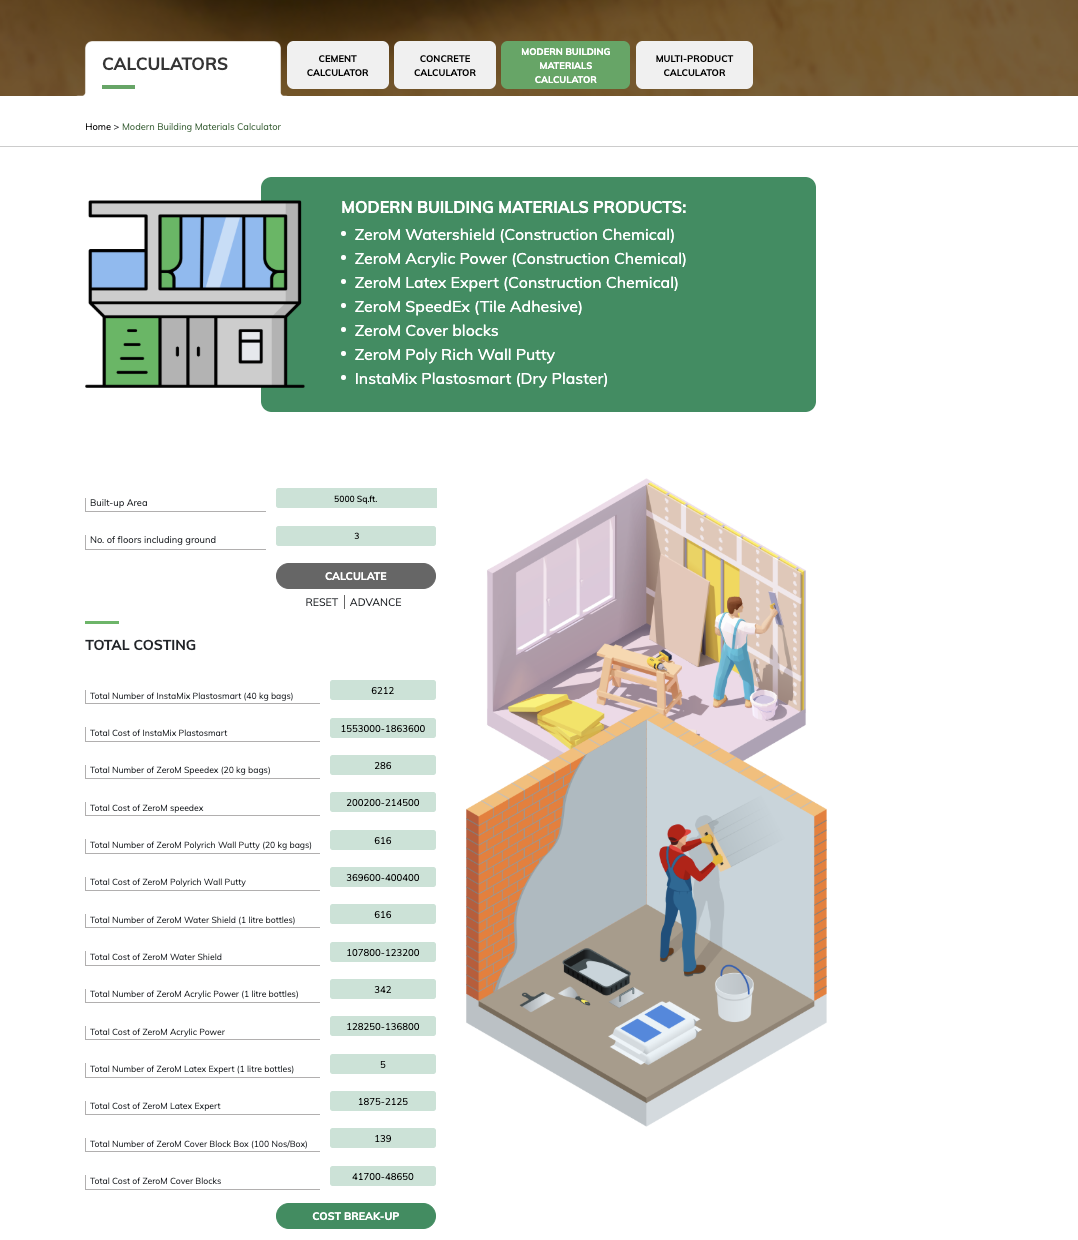 CALCULATORS
CEMENT
CALCULATOR
CONCRETE
CALCULATOR
MODERN BUILDING
MATERIALS
CALCULATOR
MULTI-PRODUCT
CALCULATOR
Home > Modern Building Materials Calculator
MODERN BUILDING MATERIALS PRODUCTS:
• ZeroM Watershield (Construction Chemical)
• ZeroM Acrylic Power (Construction Chemical)
• ZeroM Latex Expert (Construction Chemical)
• ZeroM SpeedEx (Tile Adhesive)
• ZeroM Cover blocks
• ZeroM Poly Rich Wall Putty
• InstaMix Plastosmart (Dry Plaster)
Built-up Area 5000 Sq.ft.
No. of floors including ground 3
CALCULATE
RESET | ADVANCE
TOTAL COSTING
Total Number of InstaMix Plastosmart (40 kg bags) 6212
Total Cost of InstaMix Plastosmart 1553000-1863600
Total Number of ZeroM Speedex (20 kg bags) 286
Total Cost of ZeroM speedex 200200-214500
Total Number of ZeroM Polyrich Wall Putty (20 kg bags) 616
Total Cost of ZeroM Polyrich Wall Putty 369600-400400
Total Number of ZeroM Water Shield (1 litre bottles) 616
Total Cost of ZeroM Water Shield 107800-123200
Total Number of ZeroM Acrylic Power (1 litre bottles) 342
Total Cost of ZeroM Acrylic Power 128250-136800
Total Number of ZeroM Latex Expert (1 litre bottles) 5
Total Cost of ZeroM Latex Expert 1875-2125
Total Number of ZeroM Cover Block Box (100 Nos/Box) 139
Total Cost of ZeroM Cover Blocks 41700-48650
COST BREAK-UP